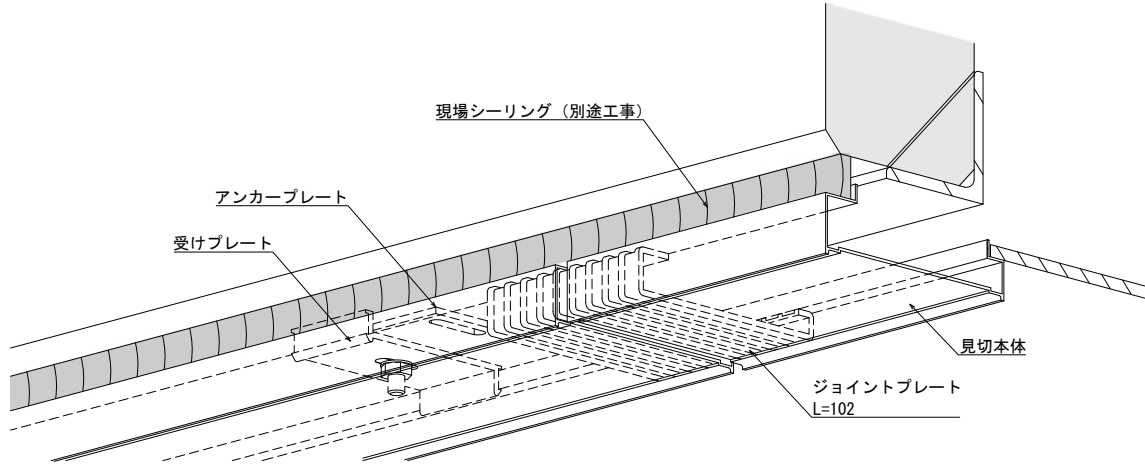 現場シーリング（別途工事）
アンカープレート
受けプレート
見切本体
ジョイントプレート
L=102